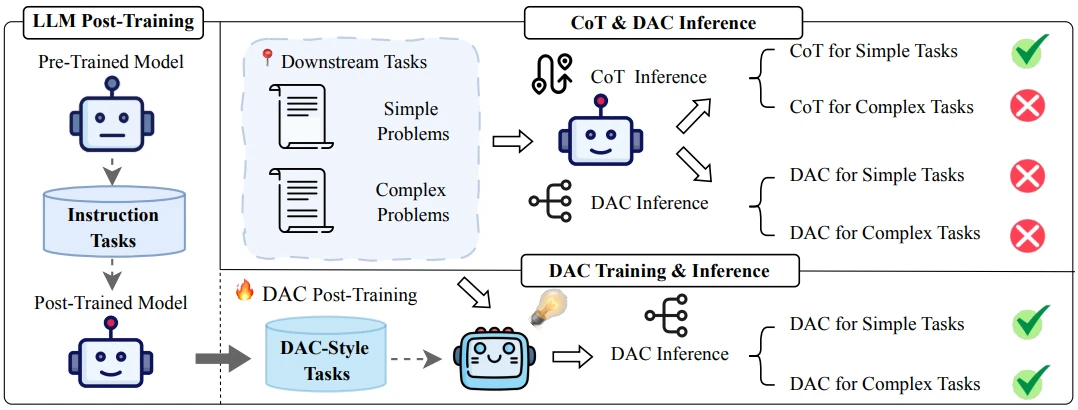 LLM Post-Training
Pre-Trained Model
Instruction
Tasks
Post-Trained Model
CoT & DAC Inference
Downstream Tasks
Simple
Problems
Complex
Problems
CoT Inference
DAC Inference
CoT for Simple Tasks
CoT for Complex Tasks
DAC for Simple Tasks
DAC for Complex Tasks
DAC Training & Inference
DAC Post-Training
DAC-Style
Tasks
DAC Inference
DAC for Simple Tasks
DAC for Complex Tasks